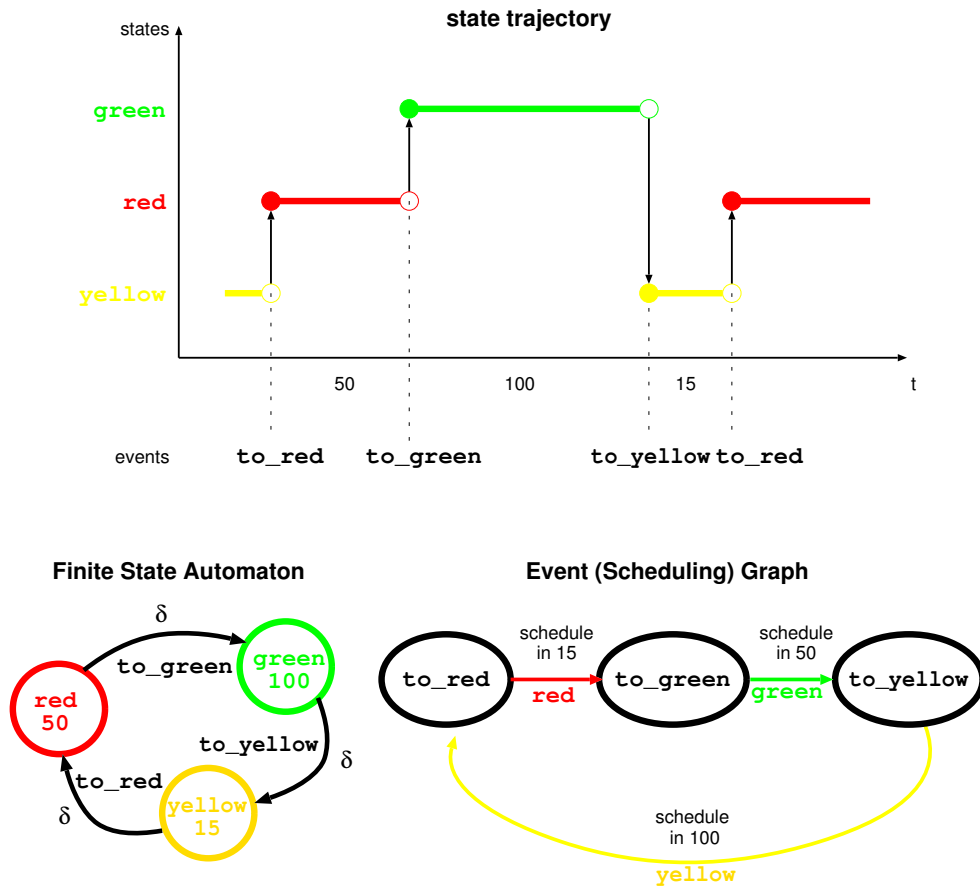 state trajectory
states
green
red
yellow
50 100 15 t
events to_red to_green to_yellow to_red
Finite State Automaton
δ
to_green
green
100
red
50
to_yellow
δ
to_red
δ
yellow
15
Event (Scheduling) Graph
schedule
in 15
schedule
in 50
to_red
red
to_green
green
to_yellow
schedule
in 100
yellow